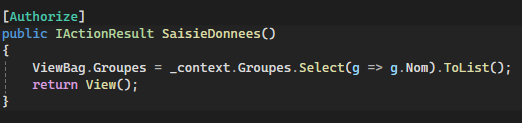 [Authorize]
public IActionResult SaisieDonnees()
{
    ViewBag.Groupes = _context.Groupes.Select(g => g.Nom).ToList();
    return View();
}